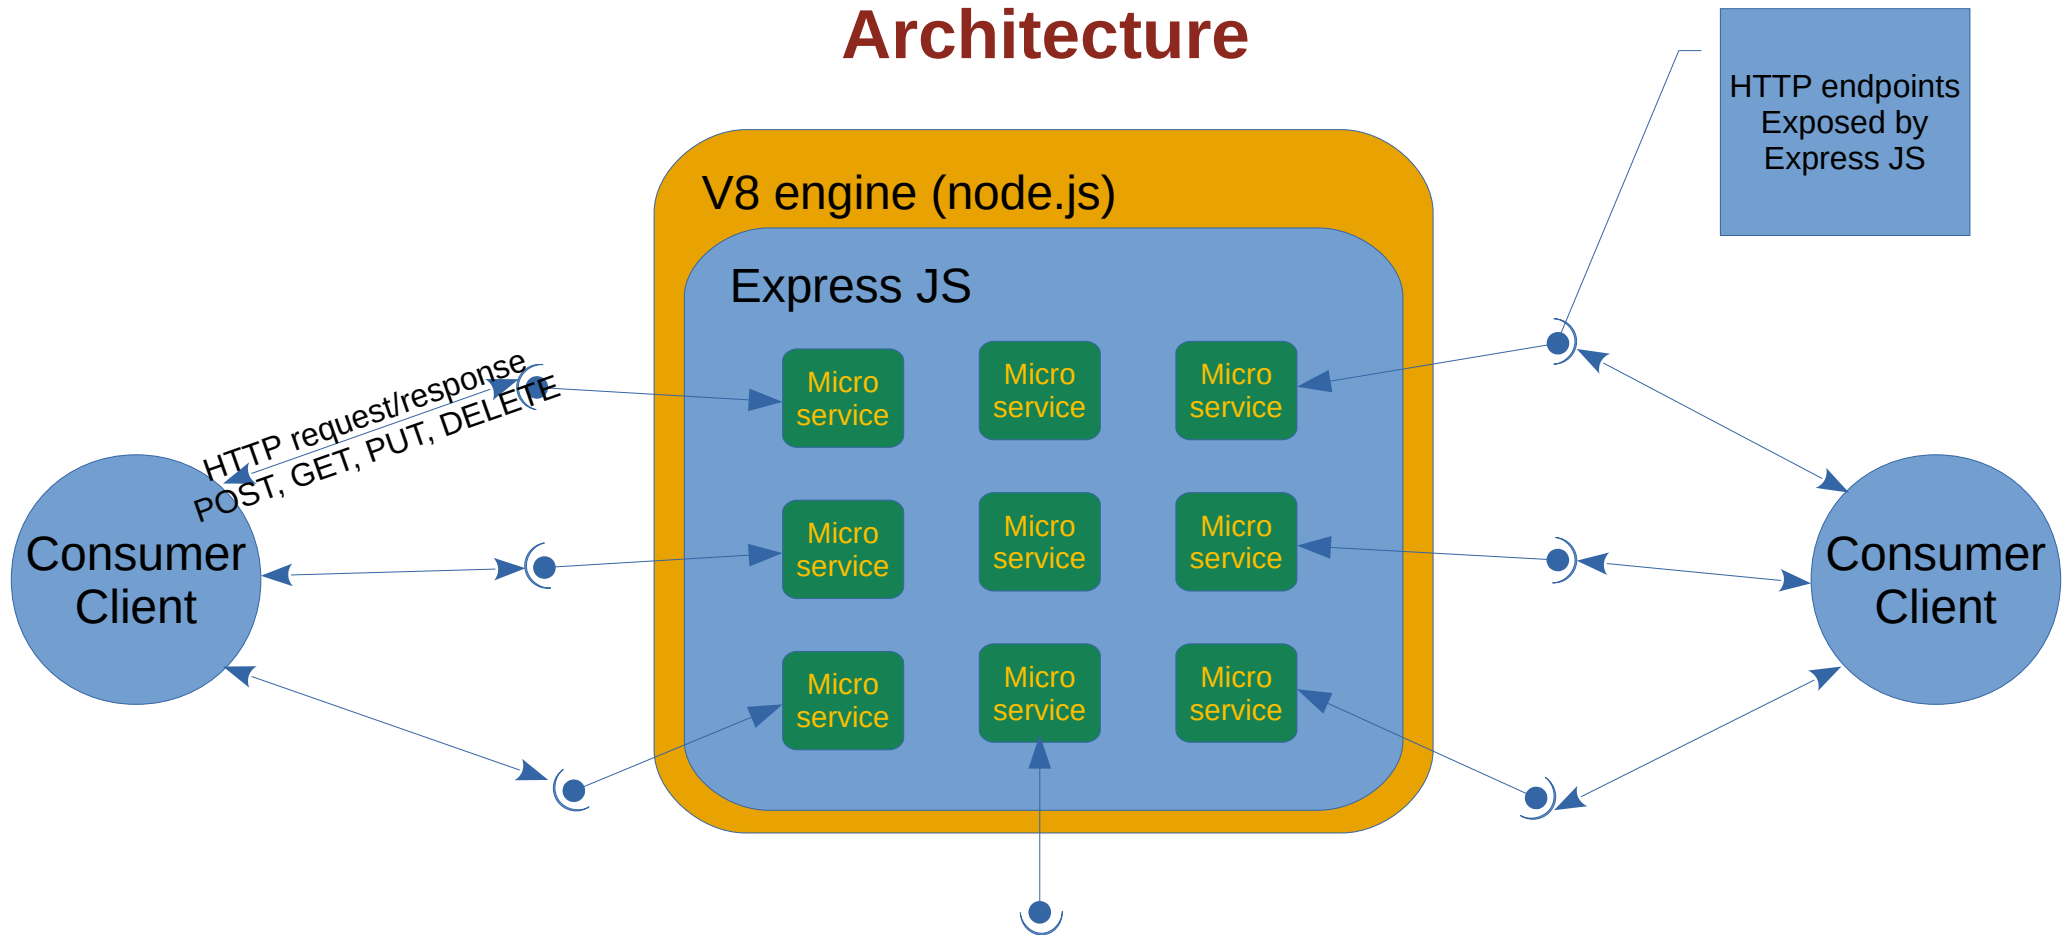 Architecture
HTTP endpoints
Exposed by
Express JS
V8 engine (node.js)
Express JS
HTTP request/response
POST, GET, PUT, DELETE
Micro
service
Micro
service
Micro
service
Consumer
Client
Micro
service
Micro
service
Micro
service
Consumer
Client
Micro
service
Micro
service
Micro
service